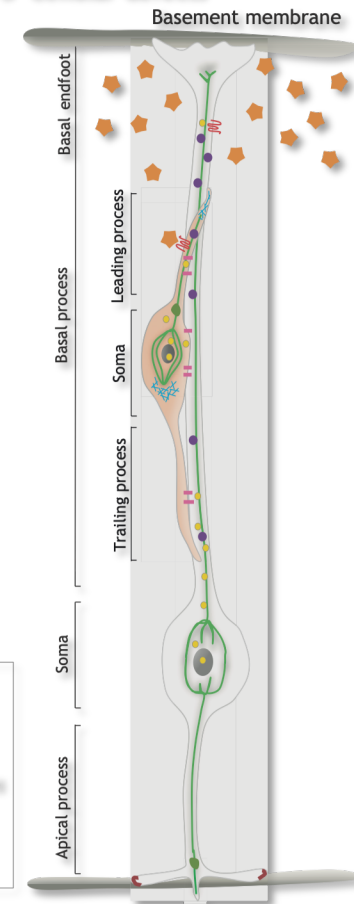 Basement membrane
Basal endfoot
Leading process
Basal process
Soma
Trailing process
Soma
Apical process